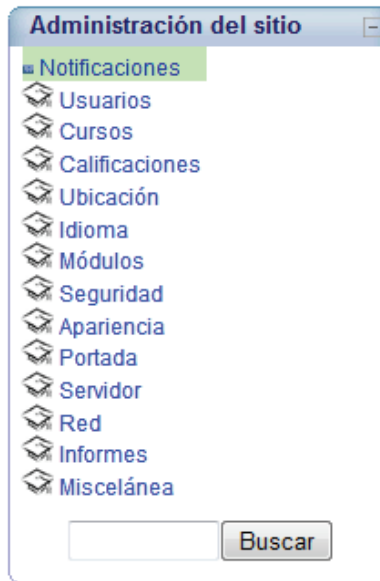 Administración del sitio
Notificaciones
Usuarios
Cursos
Calificaciones
Ubicación
Idioma
Módulos
Seguridad
Apariencia
Portada
Servidor
Red
Informes
Miscelánea
Buscar